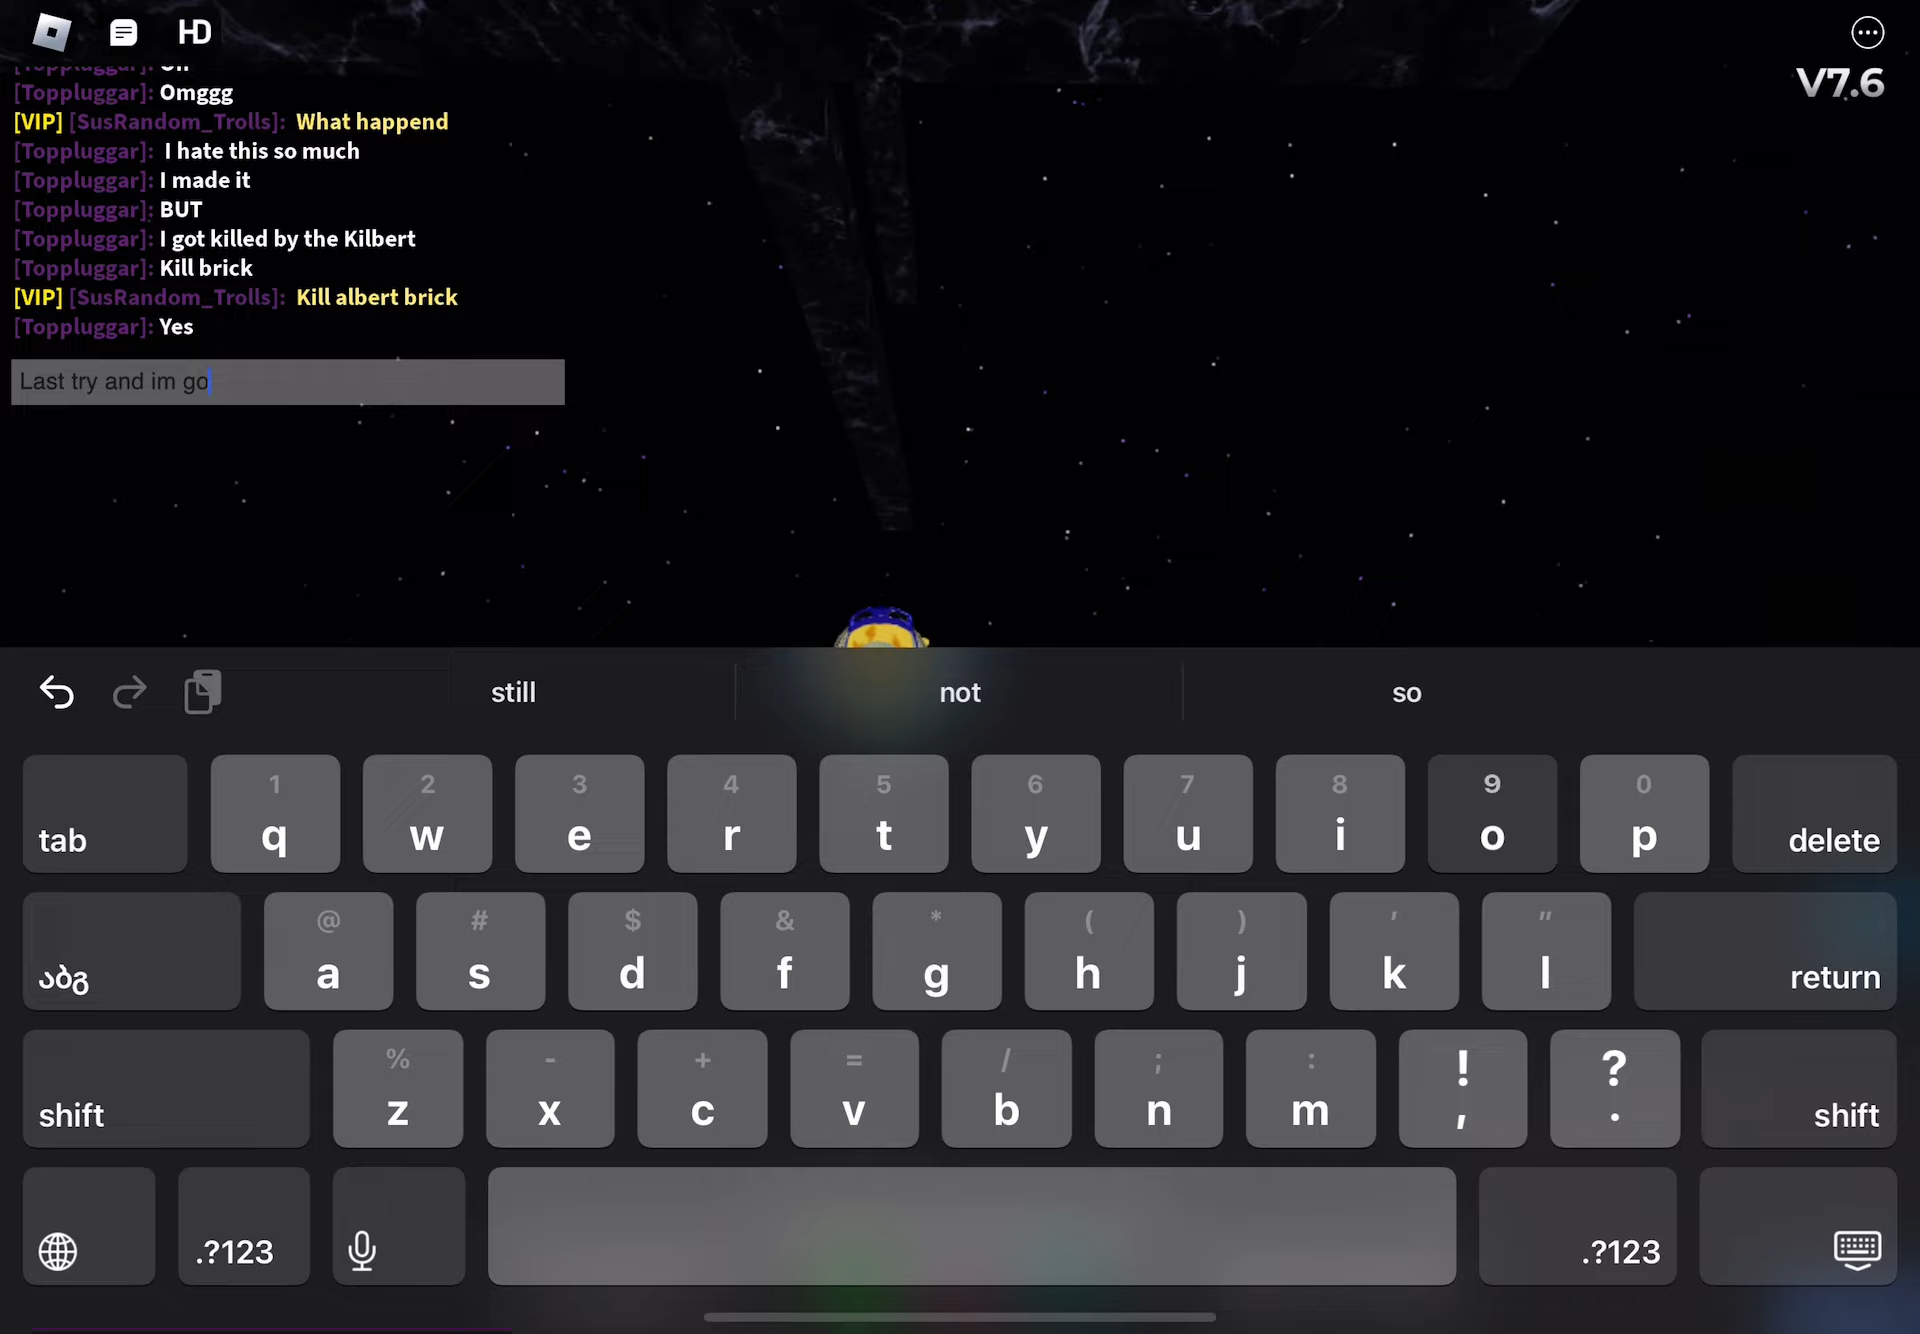 HD
V7.6
[Toppluggar]: Omggg
[VIP] [SusRandom_Trolls]: What happend
[Toppluggar]: I hate this so much
[Toppluggar]: I made it
[Toppluggar]: BUT
[Toppluggar]: I got killed by the Kilbert
[Toppluggar]: Kill brick
[VIP] [SusRandom_Trolls]: Kill albert brick
[Toppluggar]: Yes
Last try and im go
still not so
1 2 3 4 5 6 7 8 9 0
tab q w e r t y u i o p delete
@ # $ & * ( ) ' "
აბგ a s d f g h j k l return
% - + = / ; : ! ?
shift z x c v b n m , . shift
.?123 .?123